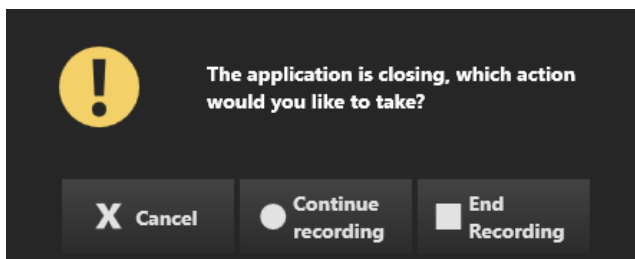 The application is closing, which action
would you like to take?
X Cancel
Continue
recording
End
Recording